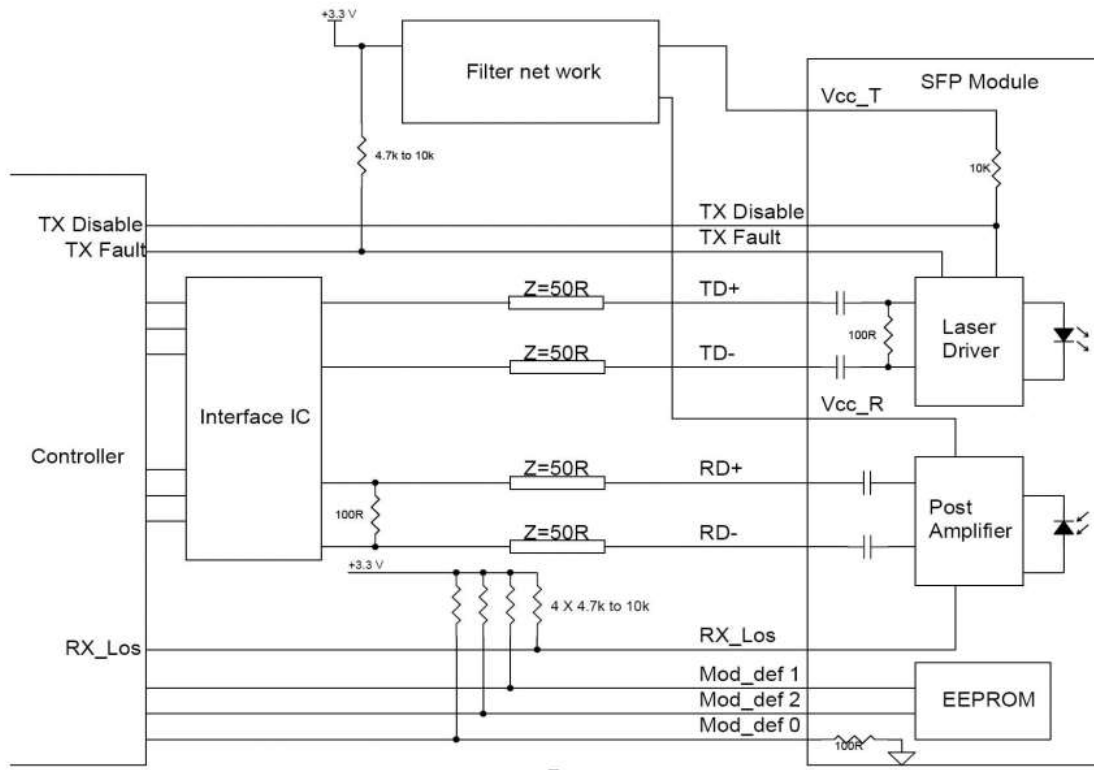 +3.3 V
Filter net work
SFP Module
Vcc_T
4.7k to 10k
10K
TX Disable
TX Disable
TX Fault
TX Fault
Z=50R
TD+
100R
Laser
Driver
Z=50R
TD-
Vcc_R
Interface IC
Controller
Z=50R
RD+
100R
Post
Amplifier
Z=50R
RD-
+3.3 V
4 X 4.7k to 10k
RX_Los
RX_Los
Mod_def 1
EEPROM
Mod_def 2
Mod_def 0
100R